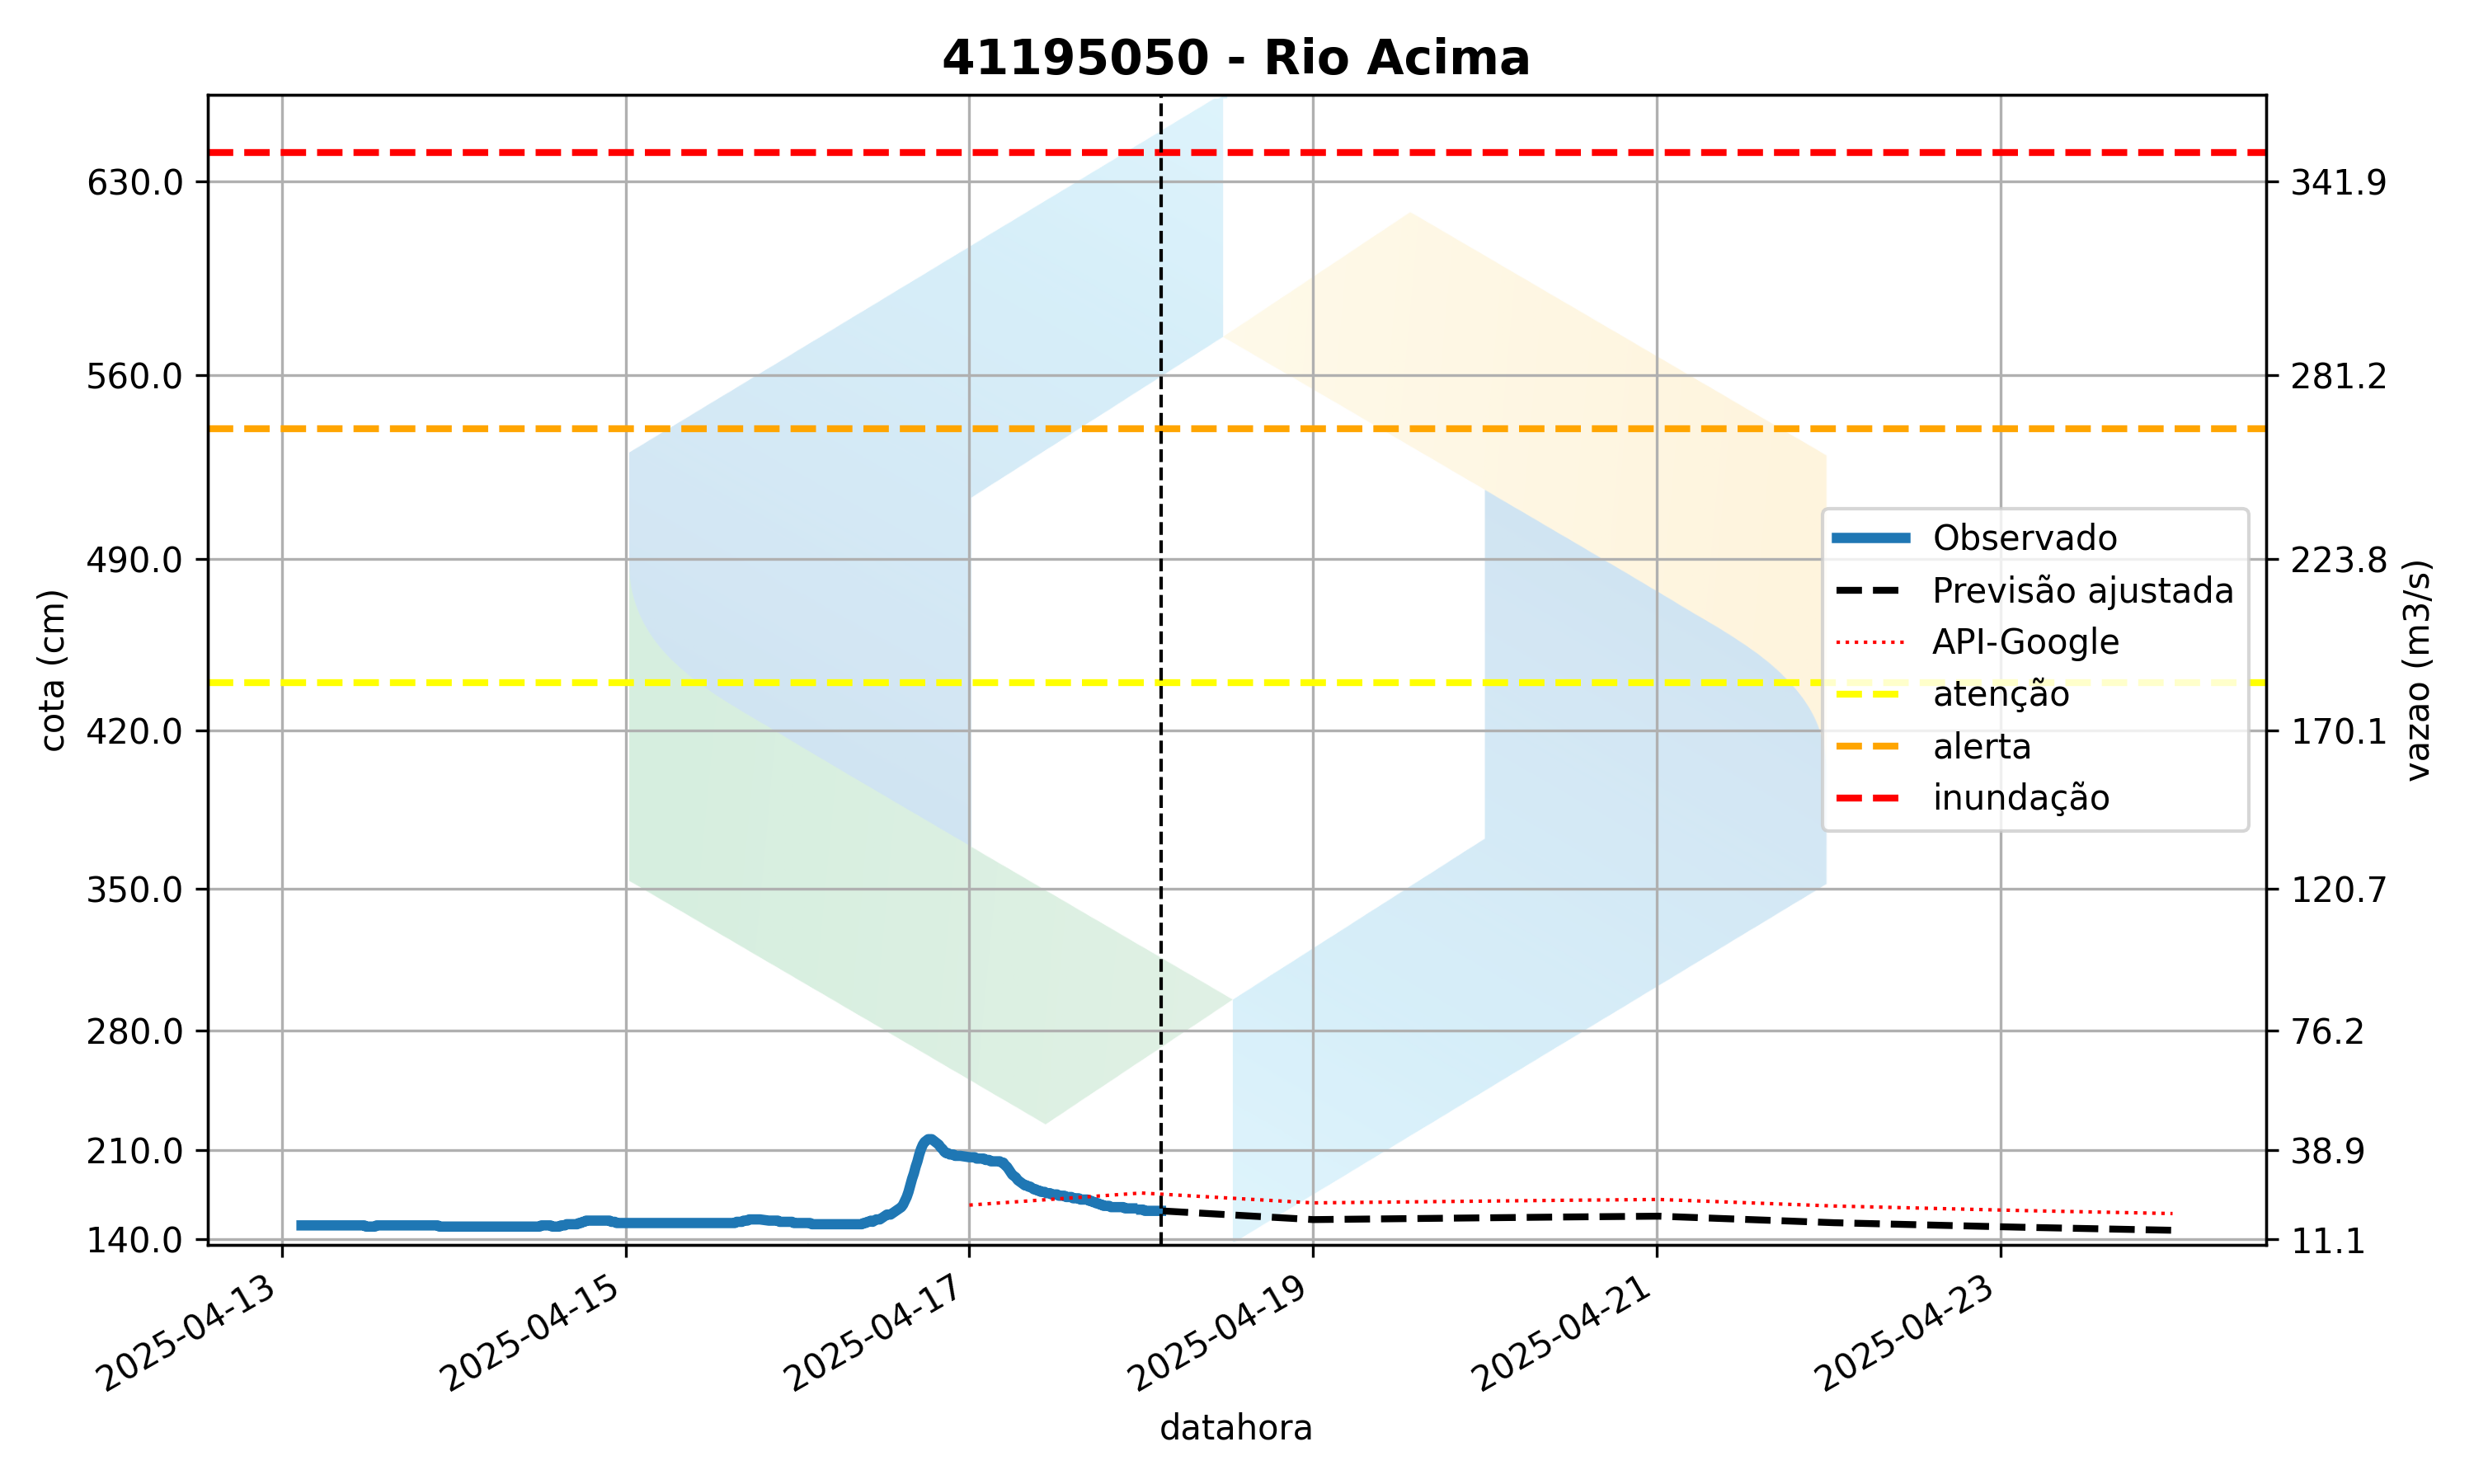 41195050 - Rio Acima
cota (cm)
630.0
560.0
490.0
420.0
350.0
280.0
210.0
140.0
341.9
281.2
223.8
170.1
120.7
76.2
38.9
11.1
vazao (m3/s)
Observado
Previsão ajustada
API-Google
atenção
alerta
inundação
2025-04-13
2025-04-15
2025-04-17
2025-04-19
2025-04-21
2025-04-23
datahora